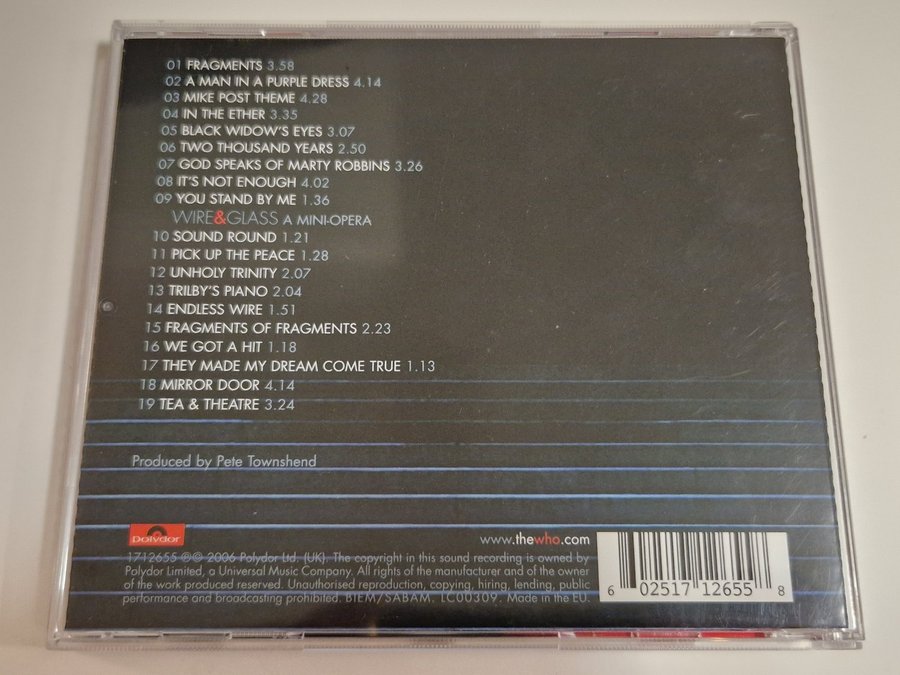 01 FRAGMENTS 3.58
02 A MAN IN A PURPLE DRESS 4.14
03 MIKE POST THEME 4.28
04 IN THE ETHER 3.35
05 BLACK WIDOW'S EYES 3.07
06 TWO THOUSAND YEARS 2.50
07 GOD SPEAKS OF MARTY ROBBINS 3.26
08 IT'S NOT ENOUGH 4.02
09 YOU STAND BY ME 1.36
WIRE&GLASS A MINI-OPERA
10 SOUND ROUND 1.21
11 PICK UP THE PEACE 1.28
12 UNHOLY TRINITY 2.07
13 TRILBY'S PIANO 2.04
14 ENDLESS WIRE 1.51
15 FRAGMENTS OF FRAGMENTS 2.23
16 WE GOT A HIT 1.18
17 THEY MADE MY DREAM COME TRUE 1.13
18 MIRROR DOOR 4.14
19 TEA & THEATRE 3.24
Produced by Pete Townshend
polydor
www.thewho.com
1712655 ℗© 2006 Polydor Ltd. (UK). The copyright in this sound recording is owned by
Polydor Limited, a Universal Music Company. All rights of the manufacturer and of the owner
of the work produced reserved. Unauthorised reproduction, copying, hiring, lending, public
performance and broadcasting prohibited. BIEM/SABAM. LC00309. Made in the EU.
6 02517 12655 8